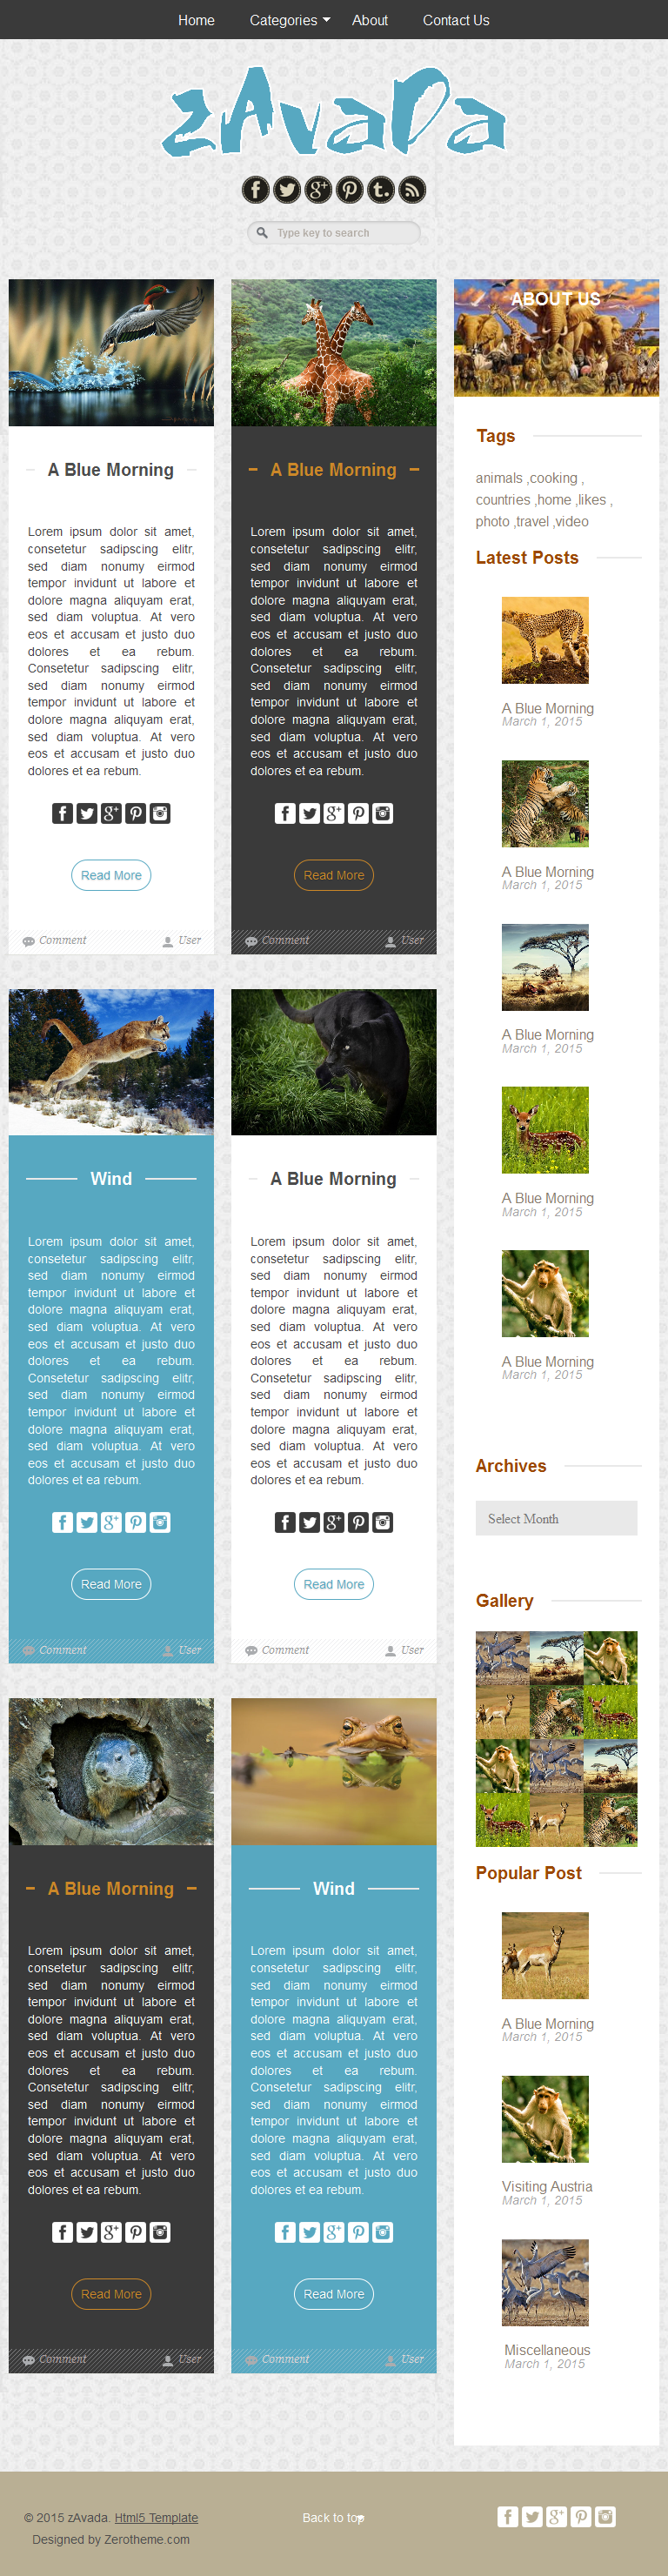 Home Categories About Contact Us
zAvaDa
Type key to search
A Blue Morning
Lorem ipsum dolor sit amet,
consetetur sadipscing elitr,
sed diam nonumy eirmod
tempor invidunt ut labore et
dolore magna aliquyam erat,
sed diam voluptua. At vero
eos et accusam et justo duo
dolores et ea rebum.
Consetetur sadipscing elitr,
sed diam nonumy eirmod
tempor invidunt ut labore et
dolore magna aliquyam erat,
sed diam voluptua. At vero
eos et accusam et justo duo
dolores et ea rebum.
Read More
Comment User
A Blue Morning
Lorem ipsum dolor sit amet,
consetetur sadipscing elitr,
sed diam nonumy eirmod
tempor invidunt ut labore et
dolore magna aliquyam erat,
sed diam voluptua. At vero
eos et accusam et justo duo
dolores et ea rebum.
Consetetur sadipscing elitr,
sed diam nonumy eirmod
tempor invidunt ut labore et
dolore magna aliquyam erat,
sed diam voluptua. At vero
eos et accusam et justo duo
dolores et ea rebum.
Read More
Comment User
Wind
Lorem ipsum dolor sit amet,
consetetur sadipscing elitr,
sed diam nonumy eirmod
tempor invidunt ut labore et
dolore magna aliquyam erat,
sed diam voluptua. At vero
eos et accusam et justo duo
dolores et ea rebum.
Consetetur sadipscing elitr,
sed diam nonumy eirmod
tempor invidunt ut labore et
dolore magna aliquyam erat,
sed diam voluptua. At vero
eos et accusam et justo duo
dolores et ea rebum.
Read More
Comment User
A Blue Morning
Lorem ipsum dolor sit amet,
consetetur sadipscing elitr,
sed diam nonumy eirmod
tempor invidunt ut labore et
dolore magna aliquyam erat,
sed diam voluptua. At vero
eos et accusam et justo duo
dolores et ea rebum.
Consetetur sadipscing elitr,
sed diam nonumy eirmod
tempor invidunt ut labore et
dolore magna aliquyam erat,
sed diam voluptua. At vero
eos et accusam et justo duo
dolores et ea rebum.
Read More
Comment User
A Blue Morning
Lorem ipsum dolor sit amet,
consetetur sadipscing elitr,
sed diam nonumy eirmod
tempor invidunt ut labore et
dolore magna aliquyam erat,
sed diam voluptua. At vero
eos et accusam et justo duo
dolores et ea rebum.
Consetetur sadipscing elitr,
sed diam nonumy eirmod
tempor invidunt ut labore et
dolore magna aliquyam erat,
sed diam voluptua. At vero
eos et accusam et justo duo
dolores et ea rebum.
Read More
Comment User
Wind
Lorem ipsum dolor sit amet,
consetetur sadipscing elitr,
sed diam nonumy eirmod
tempor invidunt ut labore et
dolore magna aliquyam erat,
sed diam voluptua. At vero
eos et accusam et justo duo
dolores et ea rebum.
Consetetur sadipscing elitr,
sed diam nonumy eirmod
tempor invidunt ut labore et
dolore magna aliquyam erat,
sed diam voluptua. At vero
eos et accusam et justo duo
dolores et ea rebum.
Read More
Comment User
ABOUT US
Tags
animals ,cooking ,
countries ,home ,likes ,
photo ,travel ,video
Latest Posts
A Blue Morning
March 1, 2015
A Blue Morning
March 1, 2015
A Blue Morning
March 1, 2015
A Blue Morning
March 1, 2015
A Blue Morning
March 1, 2015
Archives
Select Month
Gallery
Popular Post
A Blue Morning
March 1, 2015
Visiting Austria
March 1, 2015
Miscellaneous
March 1, 2015
© 2015 zAvada. Html5 Template
Designed by Zerotheme.com
Back to top